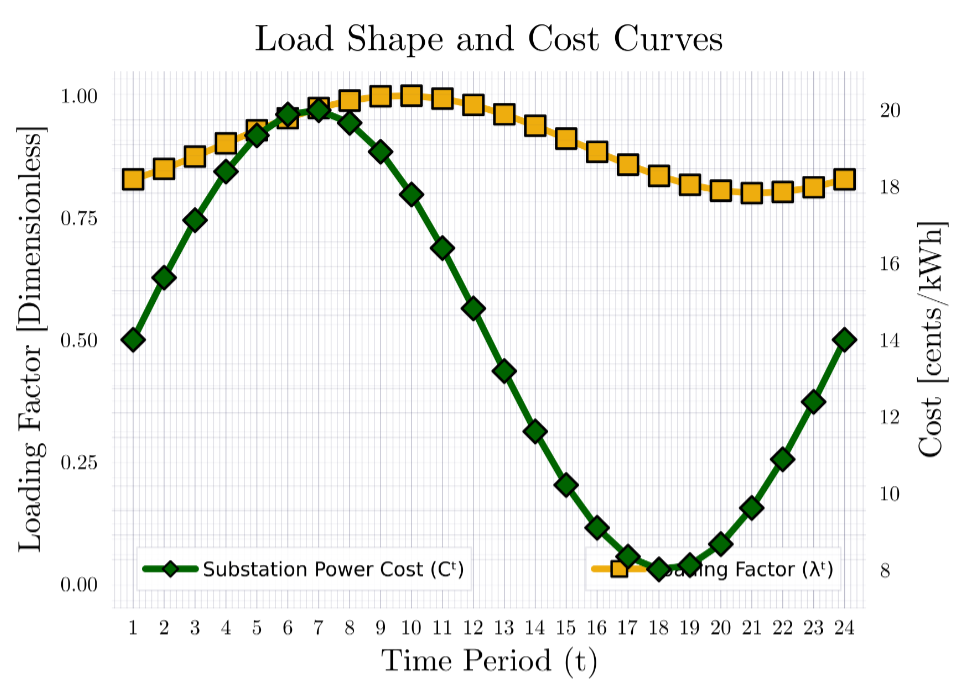 Load Shape and Cost Curves
Loading Factor [Dimensionless]
1.00
0.75
0.50
0.25
0.00
20
18
16
14
12
10
8
Cost [cents/kWh]
Substation Power Cost (Cᵗ)
Loading Factor (λᵗ)
1 2 3 4 5 6 7 8 9 10 11 12 13 14 15 16 17 18 19 20 21 22 23 24
Time Period (t)